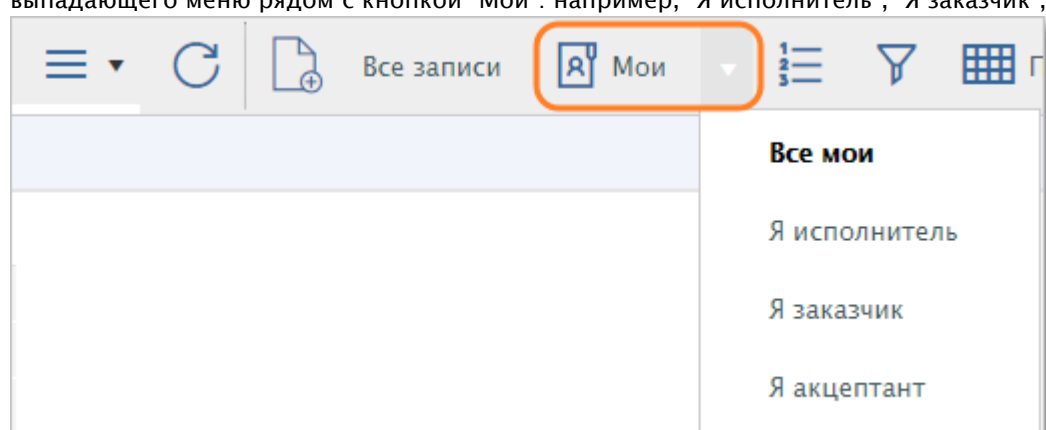 выпадающего меню рядом с кнопкой "Мои": например, "Я исполнитель", "Я заказчик",
Все записи Мои
Все мои
Я исполнитель
Я заказчик
Я акцептант